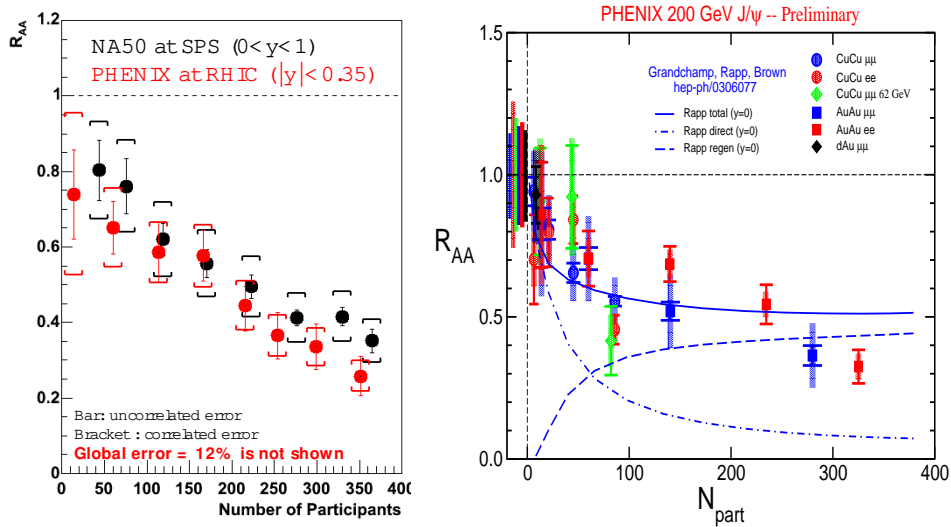 R_AA
NA50 at SPS (0<y<1)
PHENIX at RHIC (|y|<0.35)
1.2
1
0.8
0.6
0.4
0.2
0
Bar: uncorrelated error
Bracket : correlated error
Global error = 12% is not shown
0 50 100 150 200 250 300 350 400
Number of Participants
PHENIX 200 GeV J/ψ -- Preliminary
1.5
1.0
0.5
0.0
R_AA
Grandchamp, Rapp, Brown
hep-ph/0306077
Rapp total (y=0)
Rapp direct (y=0)
Rapp regen (y=0)
CuCu μμ
CuCu ee
CuCu μμ 62 GeV
AuAu μμ
AuAu ee
dAu μμ
0 100 200 300 400
N_part